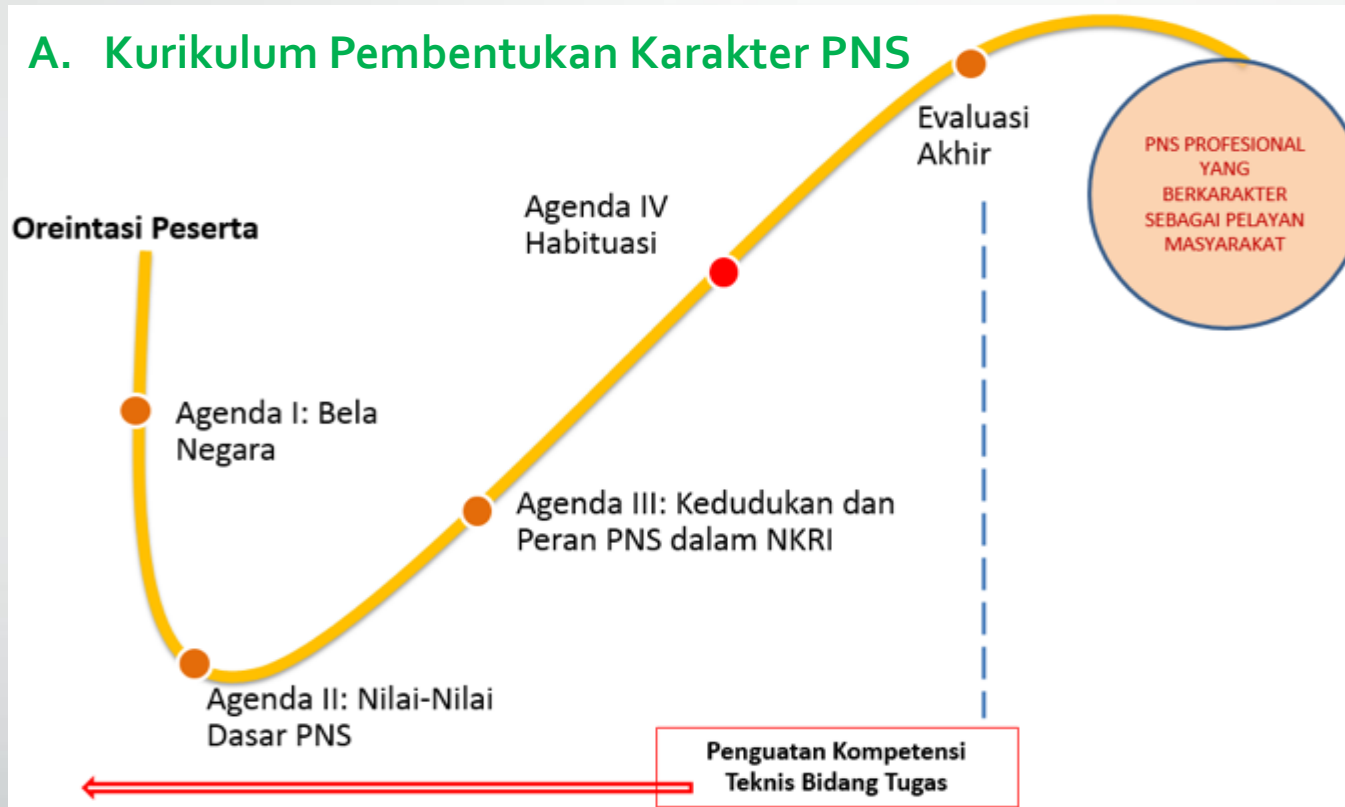 A. Kurikulum Pembentukan Karakter PNS
Oreintasi Peserta
Agenda I: Bela
Negara
Agenda II: Nilai-Nilai
Dasar PNS
Agenda III: Kedudukan dan
Peran PNS dalam NKRI
Agenda IV
Habituasi
Evaluasi
Akhir
PNS PROFESIONAL
YANG
BERKARAKTER
SEBAGAI PELAYAN
MASYARAKAT
Penguatan Kompetensi
Teknis Bidang Tugas